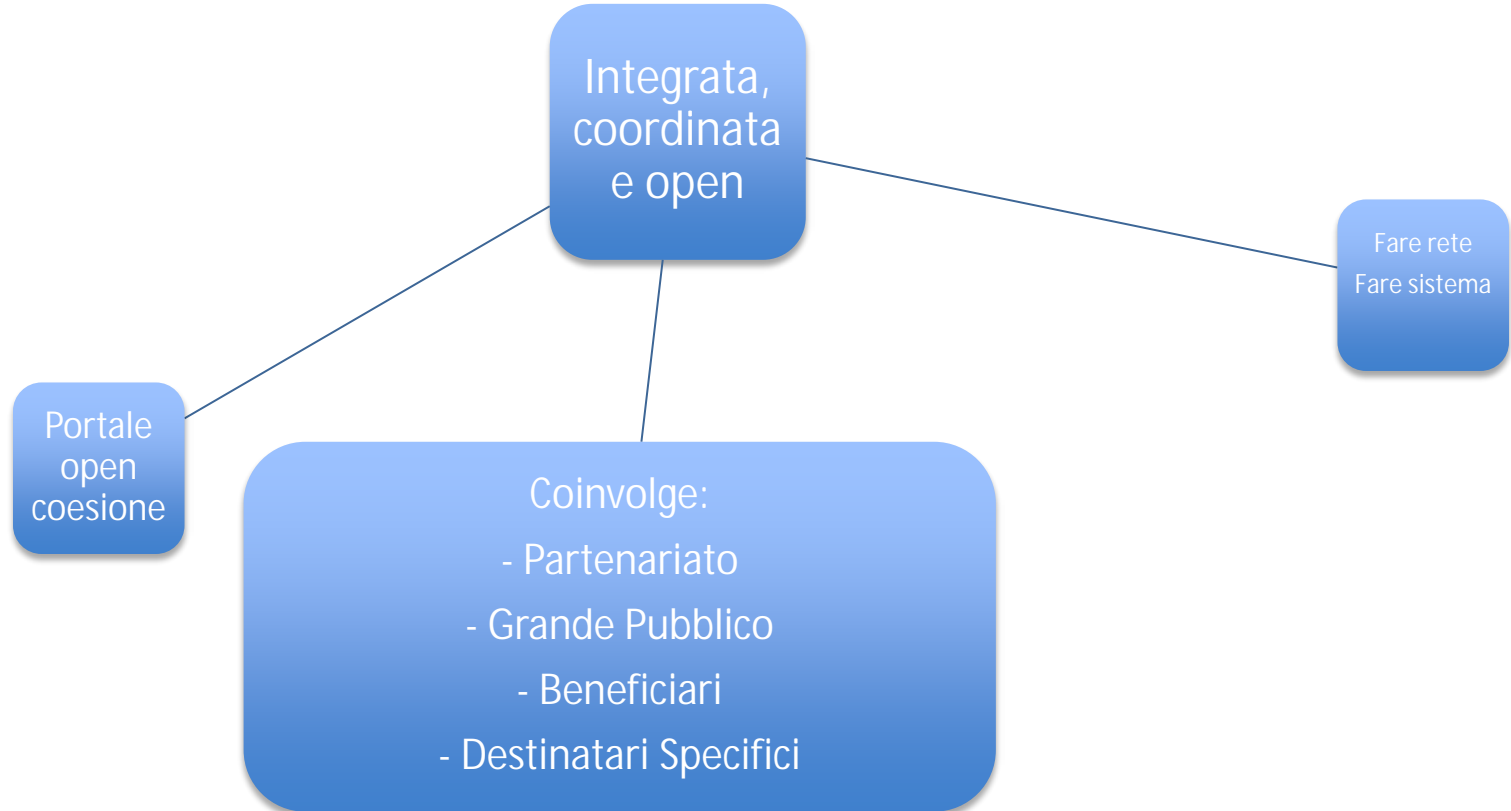 Integrata,
coordinata
e open
Fare rete
Fare sistema
Portale
open
coesione
Coinvolge:
- Partenariato
- Grande Pubblico
- Beneficiari
- Destinatari Specifici